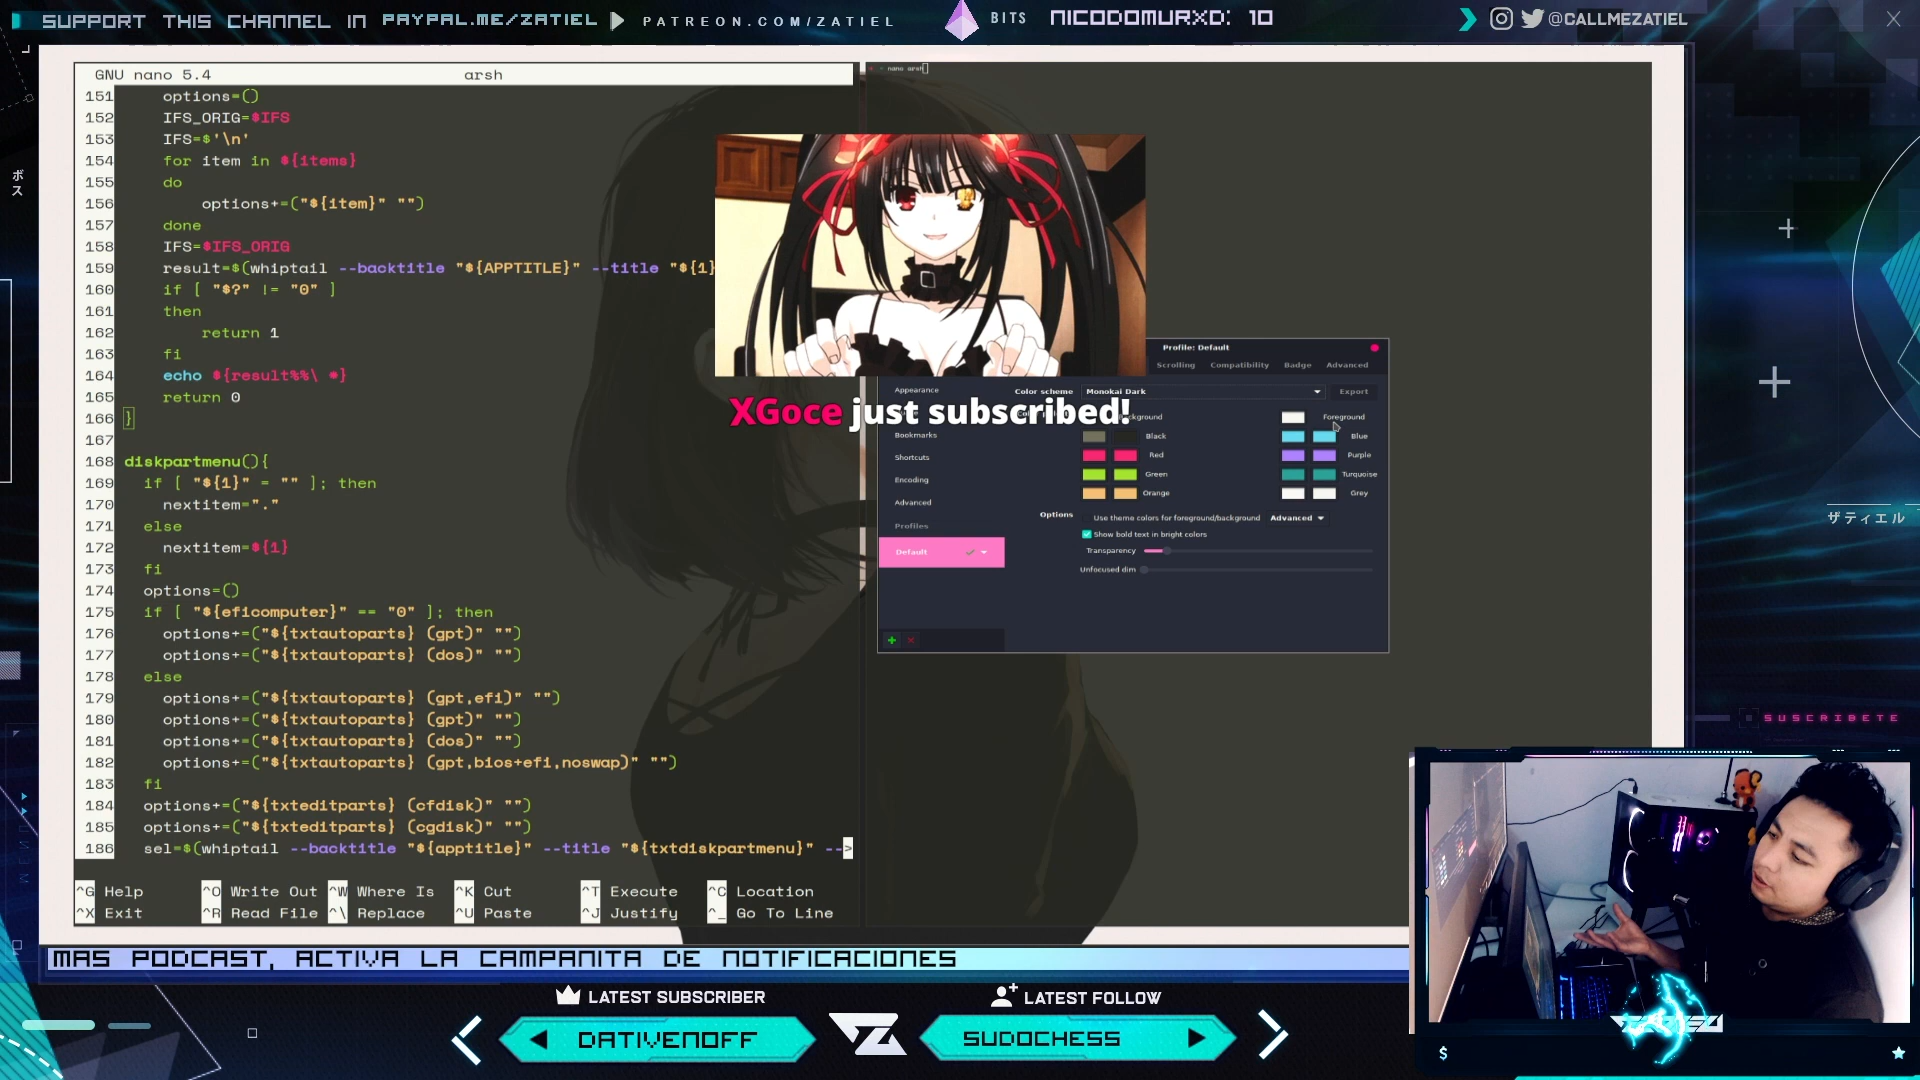 SUPPORT THIS CHANNEL IN PAYPAL.ME/ZATIEL PATREON.COM/ZATIEL BITS NICODOMURXD: 10 @CALLMEZATIEL
GNU nano 5.4 arsh
151 options=()
152 IFS_ORIG=$IFS
153 IFS=$'\n'
154 for item in ${items}
155 do
156 options+=("${item}" "")
157 done
158 IFS=$IFS_ORIG
159 result=$(whiptail --backtitle "${APPTITLE}" --title "${1}
160 if [ "$?" != "0" ]
161 then
162 return 1
163 fi
164 echo ${result%%\ *}
165 return 0
166 }
167
168 diskpartmenu(){
169 if [ "${1}" = "" ]; then
170 nextitem="."
171 else
172 nextitem=${1}
173 fi
174 options=()
175 if [ "${eficomputer}" == "0" ]; then
176 options+=("${txtautoparts} (gpt)" "")
177 options+=("${txtautoparts} (dos)" "")
178 else
179 options+=("${txtautoparts} (gpt,efi)" "")
180 options+=("${txtautoparts} (gpt)" "")
181 options+=("${txtautoparts} (dos)" "")
182 options+=("${txtautoparts} (gpt,bios+efi,noswap)" "")
183 fi
184 options+=("${txteditparts} (cfdisk)" "")
185 options+=("${txteditparts} (cgdisk)" "")
186 sel=$(whiptail --backtitle "${apptitle}" --title "${txtdiskpartmenu}" -->
^G Help ^O Write Out ^W Where Is ^K Cut ^T Execute ^C Location
^X Exit ^R Read File ^\ Replace ^U Paste ^J Justify ^_ Go To Line
nano arsh
XGoce just subscribed!
Profile: Default
Scrolling Compatibility Badge Advanced
Appearance
Bookmarks
Shortcuts
Encoding
Advanced
Profiles
Default
Color scheme Monokai Dark Export
Foreground
Black Blue
Red Purple
Green Turquoise
Orange Grey
Options Use theme colors for foreground/background Advanced
Show bold text in bright colors
Transparency
Unfocused dim
ボス
ザティエル
SUSCRIBETE
MAS PODCAST, ACTIVA LA CAMPANITA DE NOTIFICACIONES
LATEST SUBSCRIBER LATEST FOLLOW
DATIVENOFF SUDOCHESS
$